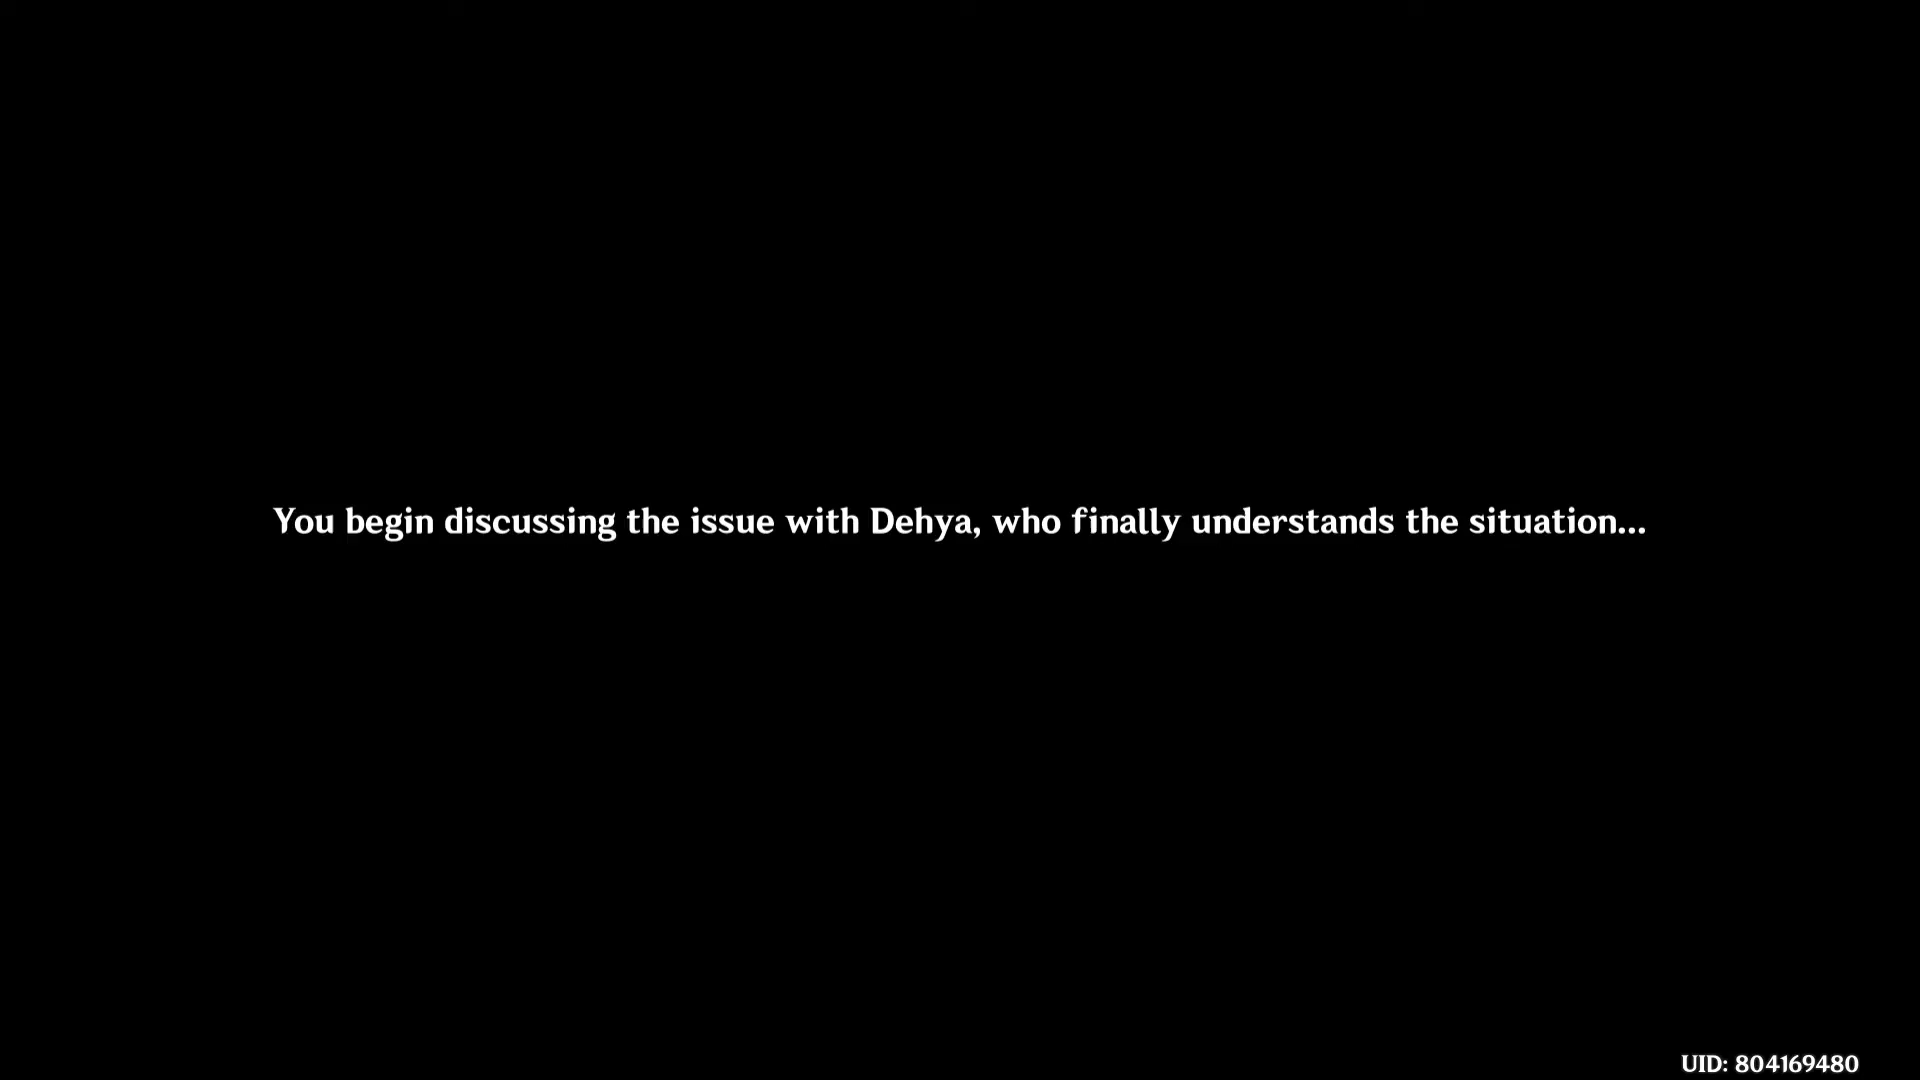 You begin discussing the issue with Dehya, who finally understands the situation...
UID: 804169480